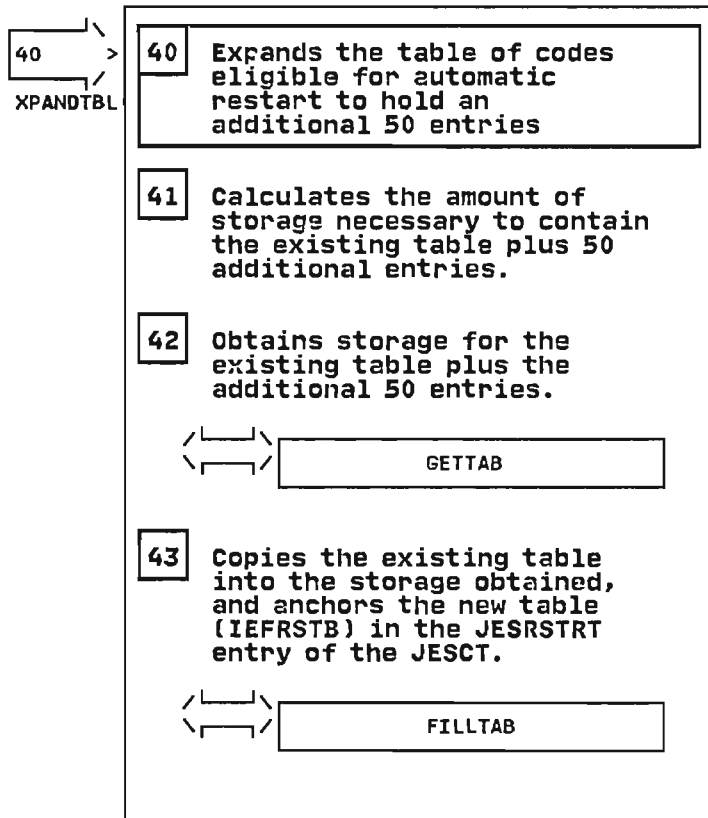 40 >
XPANDTBL
40 Expands the table of codes
eligible for automatic
restart to hold an
additional 50 entries
41 Calculates the amount of
storage necessary to contain
the existing table plus 50
additional entries.
42 Obtains storage for the
existing table plus the
additional 50 entries.
GETTAB
43 Copies the existing table
into the storage obtained,
and anchors the new table
(IEFRSTB) in the JESRSTRT
entry of the JESCT.
FILLTAB